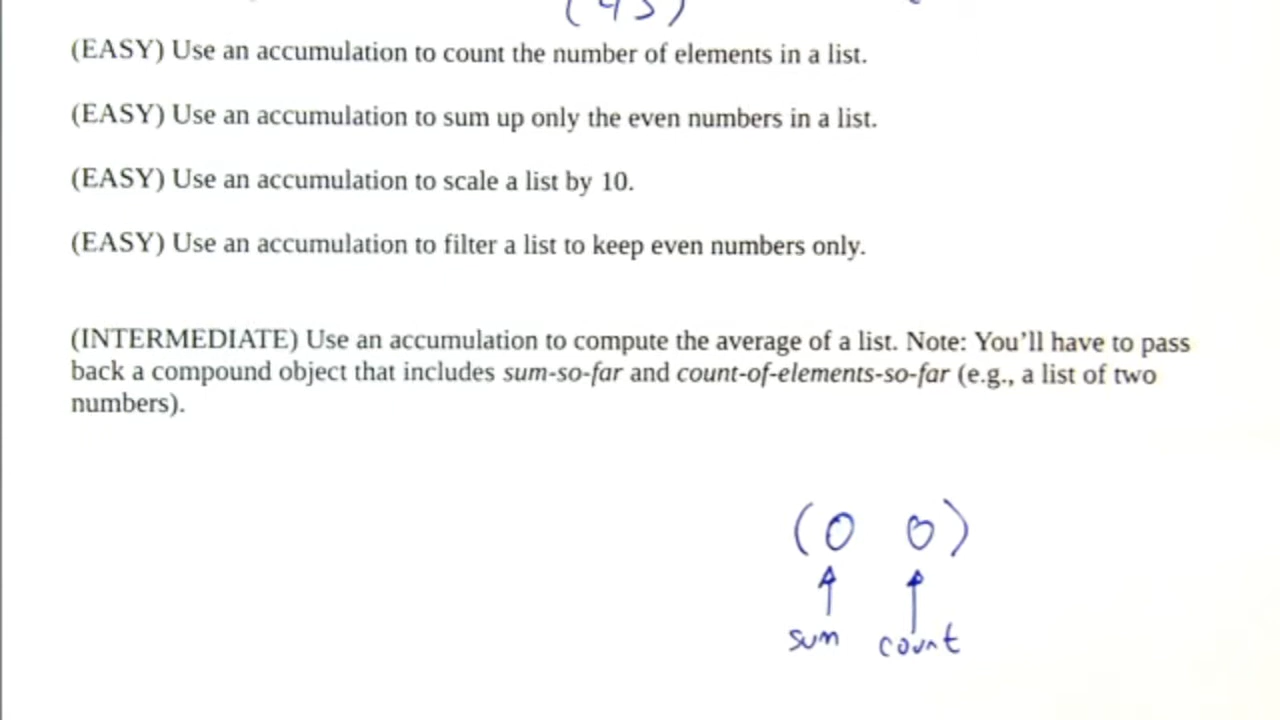 (EASY) Use an accumulation to count the number of elements in a list.
(EASY) Use an accumulation to sum up only the even numbers in a list.
(EASY) Use an accumulation to scale a list by 10.
(EASY) Use an accumulation to filter a list to keep even numbers only.
(INTERMEDIATE) Use an accumulation to compute the average of a list. Note: You’ll have to pass
back a compound object that includes sum-so-far and count-of-elements-so-far (e.g., a list of two
numbers).
(0 0)
sum count